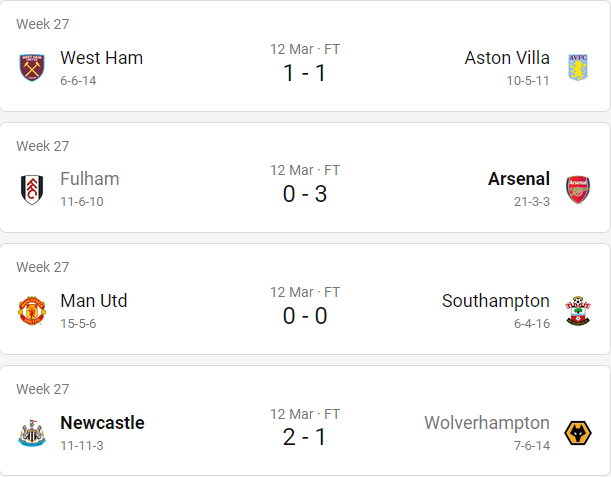 Week 27
West Ham
6-6-14
12 Mar · FT
1 - 1
Aston Villa
10-5-11
Week 27
Fulham
11-6-10
12 Mar · FT
0 - 3
Arsenal
21-3-3
Week 27
Man Utd
15-5-6
12 Mar · FT
0 - 0
Southampton
6-4-16
Week 27
Newcastle
11-11-3
12 Mar · FT
2 - 1
Wolverhampton
7-6-14